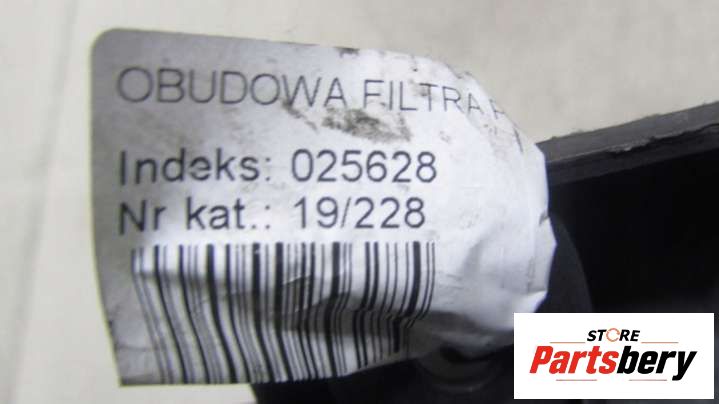 OBUDOWA FILTRA P
Indeks: 025628
Nr kat.: 19/228
STORE
Partsbery